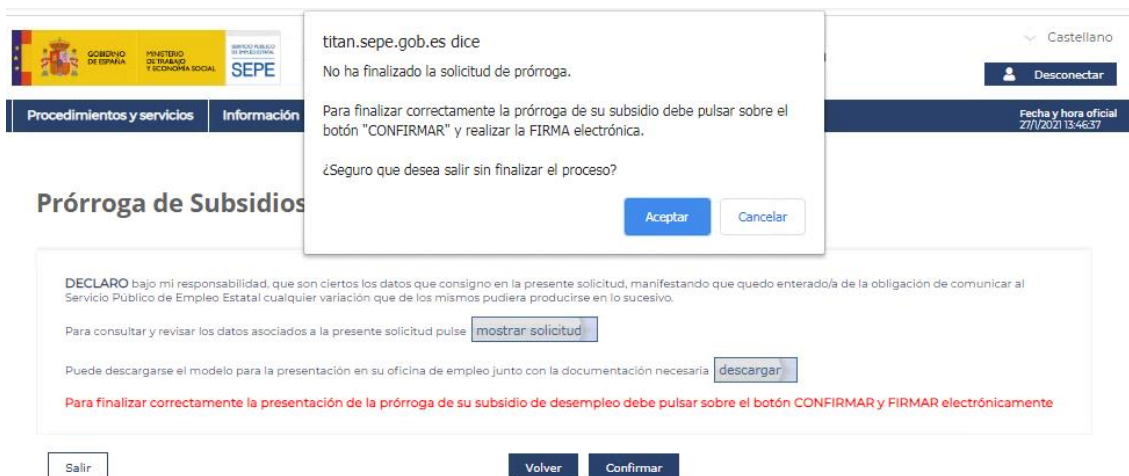 GOBIERNO
DE ESPAÑA
MINISTERIO
DE TRABAJO
Y ECONOMÍA SOCIAL
SERVICIO PÚBLICO
DE EMPLEO ESTATAL
SEPE
Castellano
Desconectar
Procedimientos y servicios
Información
Fecha y hora oficial
27/1/2021 13:46:37
titan.sepe.gob.es dice
No ha finalizado la solicitud de prórroga.
Para finalizar correctamente la prórroga de su subsidio debe pulsar sobre el
botón "CONFIRMAR" y realizar la FIRMA electrónica.
¿Seguro que desea salir sin finalizar el proceso?
Aceptar
Cancelar
Prórroga de Subsidios
DECLARO bajo mi responsabilidad, que son ciertos los datos que consigno en la presente solicitud, manifestando que quedo enterado/a de la obligación de comunicar al
Servicio Público de Empleo Estatal cualquier variación que de los mismos pudiera producirse en lo sucesivo.
Para consultar y revisar los datos asociados a la presente solicitud pulse mostrar solicitud
Puede descargarse el modelo para la presentación en su oficina de empleo junto con la documentación necesaria descargar
Para finalizar correctamente la presentación de la prórroga de su subsidio de desempleo debe pulsar sobre el botón CONFIRMAR y FIRMAR electrónicamente
Salir
Volver
Confirmar